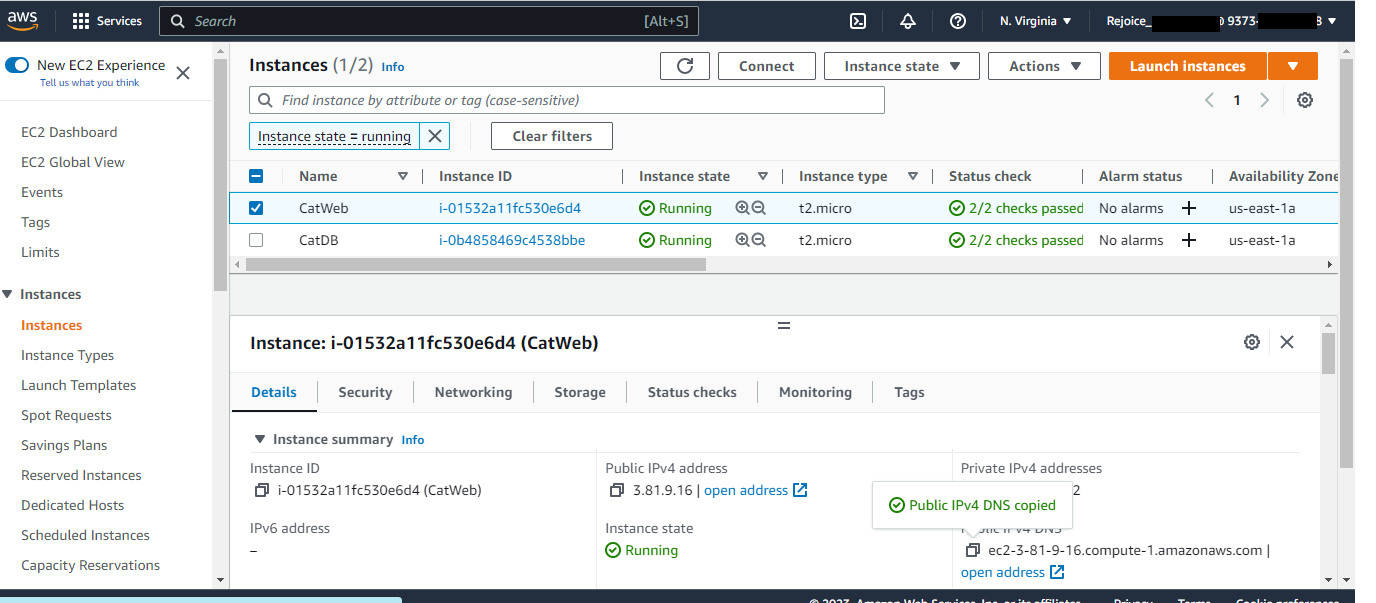 aws Services Search [Alt+S] N. Virginia Rejoice_ 9373- 8
New EC2 Experience
Tell us what you think
EC2 Dashboard
EC2 Global View
Events
Tags
Limits
Instances
Instances
Instance Types
Launch Templates
Spot Requests
Savings Plans
Reserved Instances
Dedicated Hosts
Scheduled Instances
Capacity Reservations
Instances (1/2) Info Connect Instance state Actions Launch instances
Find instance by attribute or tag (case-sensitive) 1
Instance state = running Clear filters
Name Instance ID Instance state Instance type Status check Alarm status Availability Zone
CatWeb i-01532a11fc530e6d4 Running t2.micro 2/2 checks passed No alarms + us-east-1a
CatDB i-0b4858469c4538bbe Running t2.micro 2/2 checks passed No alarms + us-east-1a
Instance: i-01532a11fc530e6d4 (CatWeb)
Details Security Networking Storage Status checks Monitoring Tags
Instance summary Info
Instance ID Public IPv4 address Private IPv4 addresses
i-01532a11fc530e6d4 (CatWeb) 3.81.9.16 | open address 2
Public IPv4 DNS copied
IPv6 address Instance state Public IPv4 DNS
– Running ec2-3-81-9-16.compute-1.amazonaws.com |
open address
© 2023, Amazon Web Services, Inc. or its affiliates. Privacy Terms Cookie preferences